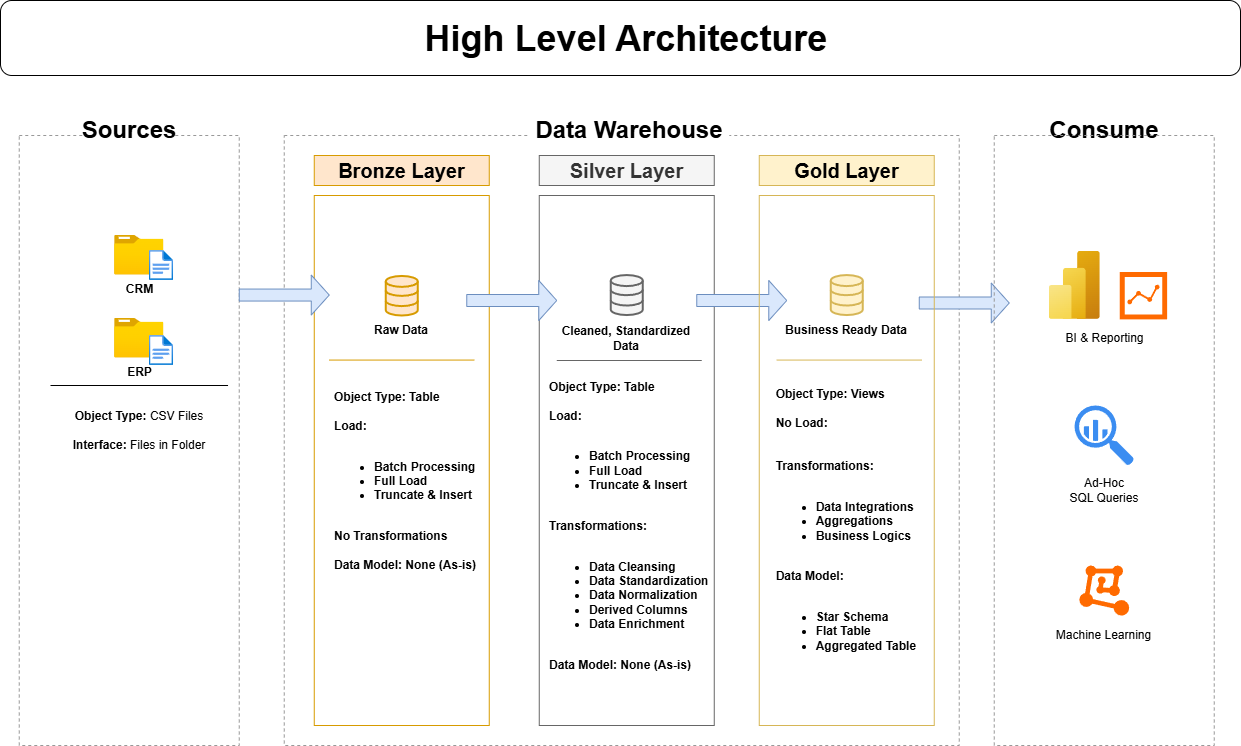 High Level Architecture
Sources
CRM
ERP
Object Type: CSV Files
Interface: Files in Folder
Data Warehouse
Bronze Layer
Raw Data
Object Type: Table
Load:
Batch Processing
Full Load
Truncate & Insert
No Transformations
Data Model: None (As-is)
Silver Layer
Cleaned, Standardized
Data
Object Type: Table
Load:
Batch Processing
Full Load
Truncate & Insert
Transformations:
Data Cleansing
Data Standardization
Data Normalization
Derived Columns
Data Enrichment
Data Model: None (As-is)
Gold Layer
Business Ready Data
Object Type: Views
No Load:
Transformations:
Data Integrations
Aggregations
Business Logics
Data Model:
Star Schema
Flat Table
Aggregated Table
Consume
BI & Reporting
Ad-Hoc
SQL Queries
Machine Learning